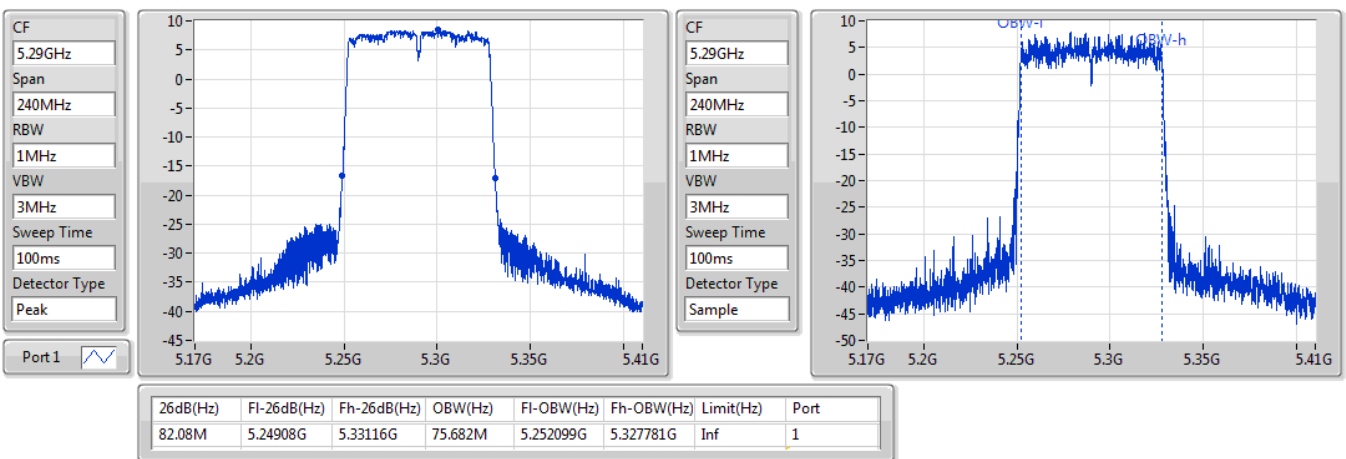 CF
5.29GHz
Span
240MHz
RBW
1MHz
VBW
3MHz
Sweep Time
100ms
Detector Type
Peak
Port 1
10
5
0
-5
-10
-15
-20
-25
-30
-35
-40
-45
5.17G 5.2G 5.25G 5.3G 5.35G 5.41G
CF
5.29GHz
Span
240MHz
RBW
1MHz
VBW
3MHz
Sweep Time
100ms
Detector Type
Sample
10
5
0
-5
-10
-15
-20
-25
-30
-35
-40
-45
-50
OBW-l
OBW-h
5.17G 5.2G 5.25G 5.3G 5.35G 5.41G
26dB(Hz) Fl-26dB(Hz) Fh-26dB(Hz) OBW(Hz) Fl-OBW(Hz) Fh-OBW(Hz) Limit(Hz) Port
82.08M 5.24908G 5.33116G 75.682M 5.252099G 5.327781G Inf 1